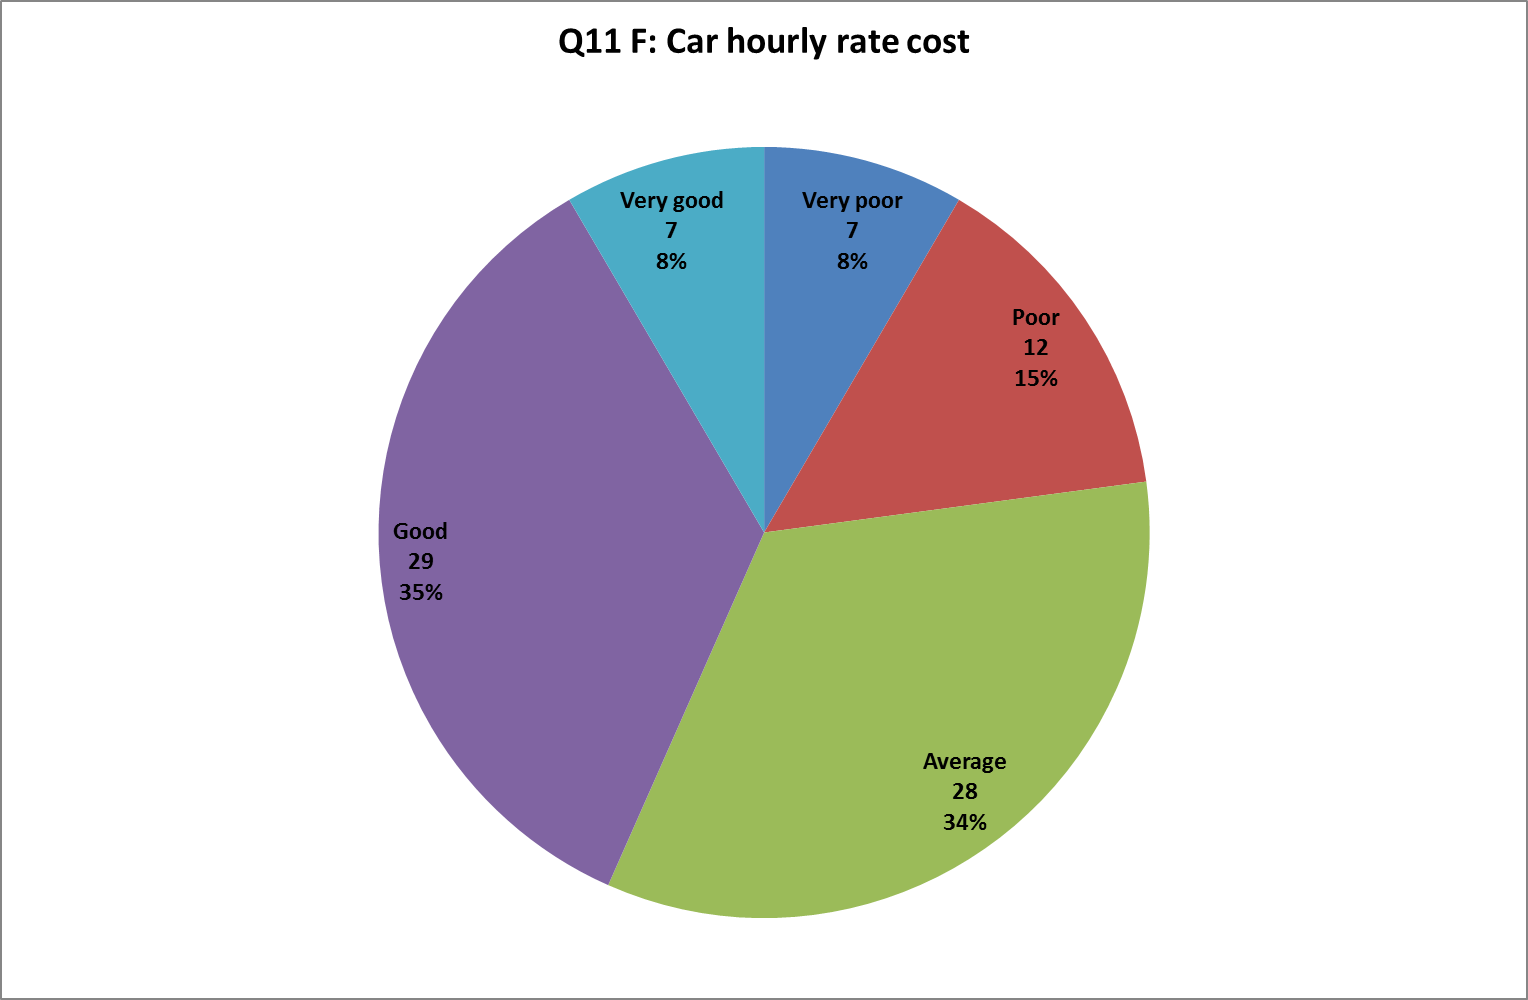 Q11 F: Car hourly rate cost
Very good
7
8%
Very poor
7
8%
Poor
12
15%
Good
29
35%
Average
28
34%